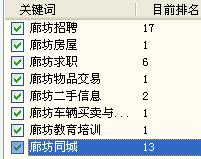 关键词 目前排名
廊坊招聘 17
廊坊房屋 1
廊坊求职 6
廊坊物品交易 1
廊坊二手信息 2
廊坊车辆买卖与... 1
廊坊教育培训 1
廊坊同城 13